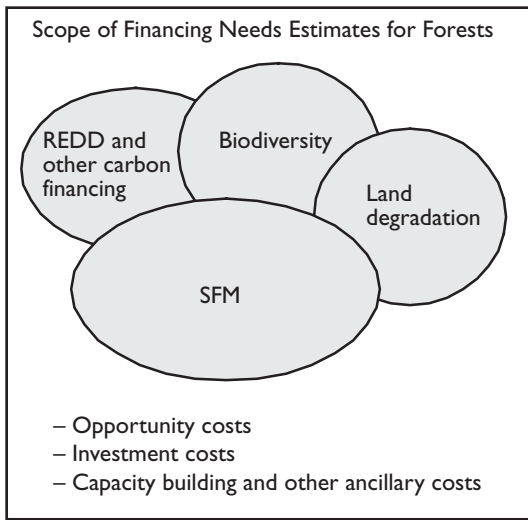 Scope of Financing Needs Estimates for Forests
REDD and
other carbon
financing
Biodiversity
Land
degradation
SFM
– Opportunity costs
– Investment costs
– Capacity building and other ancillary costs